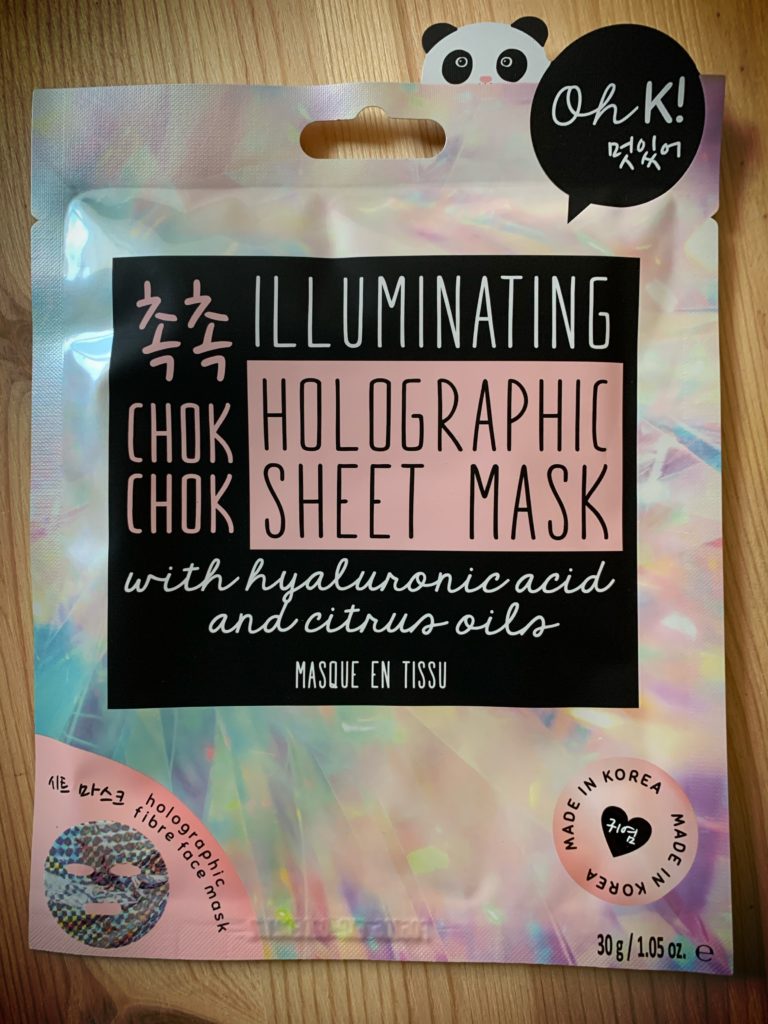 Oh K!
멋있어
촉촉
CHOK
CHOK
ILLUMINATING
HOLOGRAPHIC
SHEET MASK
with hyaluronic acid
and citrus oils
MASQUE EN TISSU
시트 마스크
holographic
fibre face mask
MADE IN KOREA
MADE IN KOREA
귀염
30 g / 1.05 oz. ℮